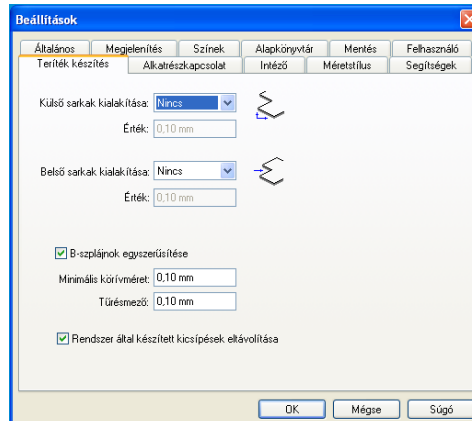 Beállítások
Általános Megjelenítés Színek Alapkönyvtár Mentés Felhasználó
Teríték készítés Alkatrészkapcsolat Intéző Méretstílus Segítségek
Külső sarkak kialakítása: Nincs
Érték: 0,10 mm
Belső sarkak kialakítása: Nincs
Érték: 0,10 mm
B-szplájnok egyszerűsítése
Minimális körívméret: 0,10 mm
Tűrésmező: 0,10 mm
Rendszer által készített kicsípések eltávolítása
OK Mégse Súgó